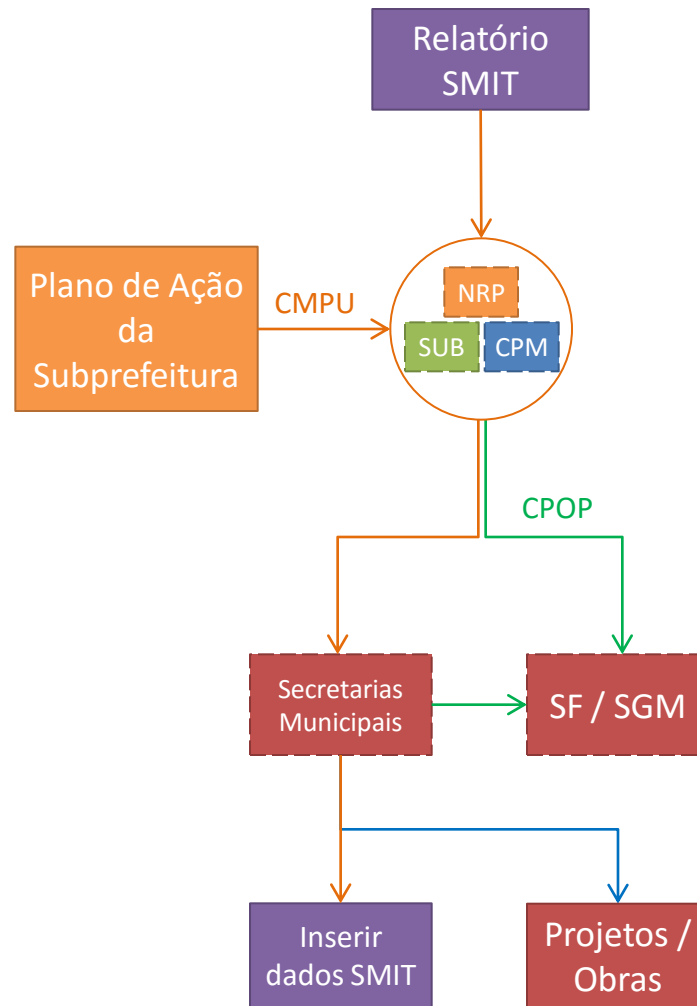 Relatório
SMIT
Plano de Ação
da
Subprefeitura
CMPU
NRP
SUB
CPM
CPOP
Secretarias
Municipais
SF / SGM
Inserir
dados SMIT
Projetos /
Obras